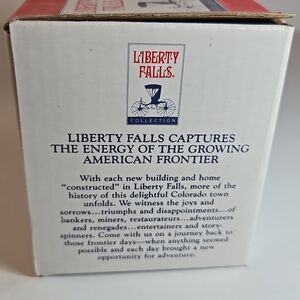 LIBERTY
FALLS.
COLLECTION
LIBERTY FALLS CAPTURES
THE ENERGY OF THE GROWING
AMERICAN FRONTIER
With each new building and home
"constructed" in Liberty Falls, more of the
history of this delightful Colorado town
unfolds. We witness the joys and
sorrows...triumphs and disappointments...of
bankers, miners, restaurateurs...adventurers
and renegades...entertainers and story-
spinners. Come with us on a journey back to
those frontier days—when anything seemed
possible and each day brought a new
opportunity for adventure.